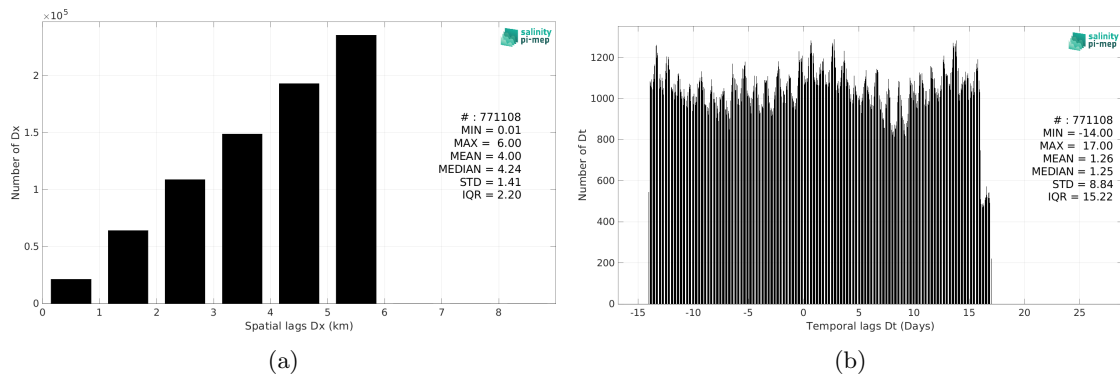 ×10^5
salinity
pi-mep
2
1.5
1
0.5
0
Number of Dx
# : 771108
MIN = 0.01
MAX = 6.00
MEAN = 4.00
MEDIAN = 4.24
STD = 1.41
IQR = 2.20
0 1 2 3 4 5 6 7 8
Spatial lags Dx (km)
(a)
salinity
pi-mep
1200
1000
800
600
400
200
0
Number of Dt
# : 771108
MIN = -14.00
MAX = 17.00
MEAN = 1.26
MEDIAN = 1.25
STD = 8.84
IQR = 15.22
-15 -10 -5 0 5 10 15 20 25
Temporal lags Dt (Days)
(b)